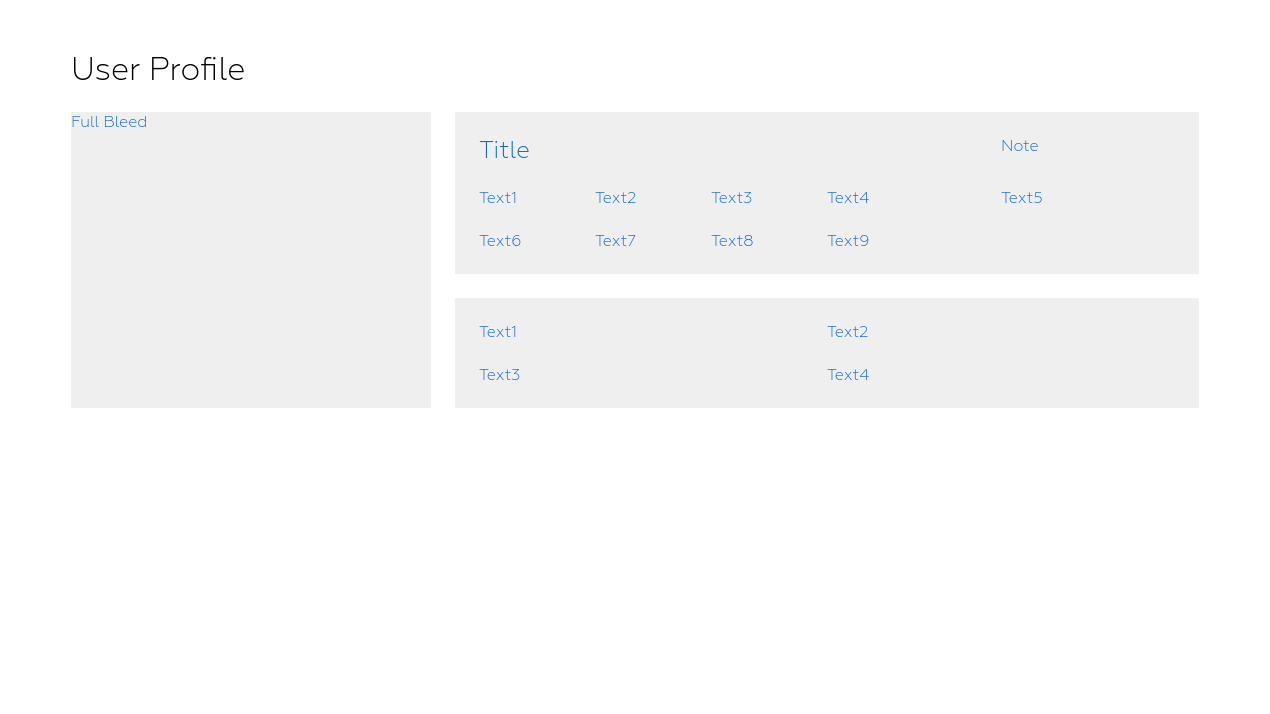 User Profile
Full Bleed
Title
Note
Text1 Text2 Text3 Text4 Text5
Text6 Text7 Text8 Text9
Text1 Text2
Text3 Text4